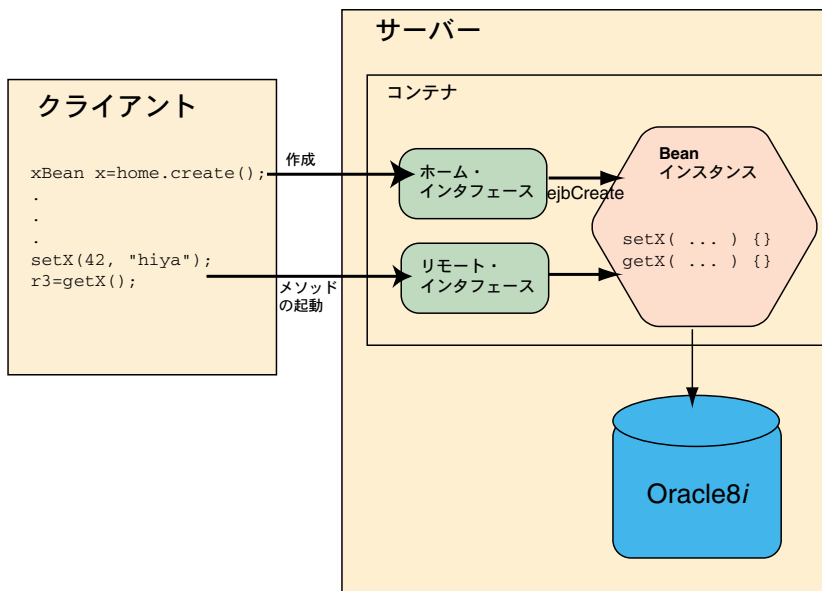 サーバー
クライアント
コンテナ
xBean x=home.create();
.
.
.
setX(42, "hiya");
r3=getX();
作成
メソッド
の起動
ホーム・
インタフェース
ejbCreate
リモート・
インタフェース
Bean
インスタンス
setX( ... ) {}
getX( ... ) {}
Oracle8i